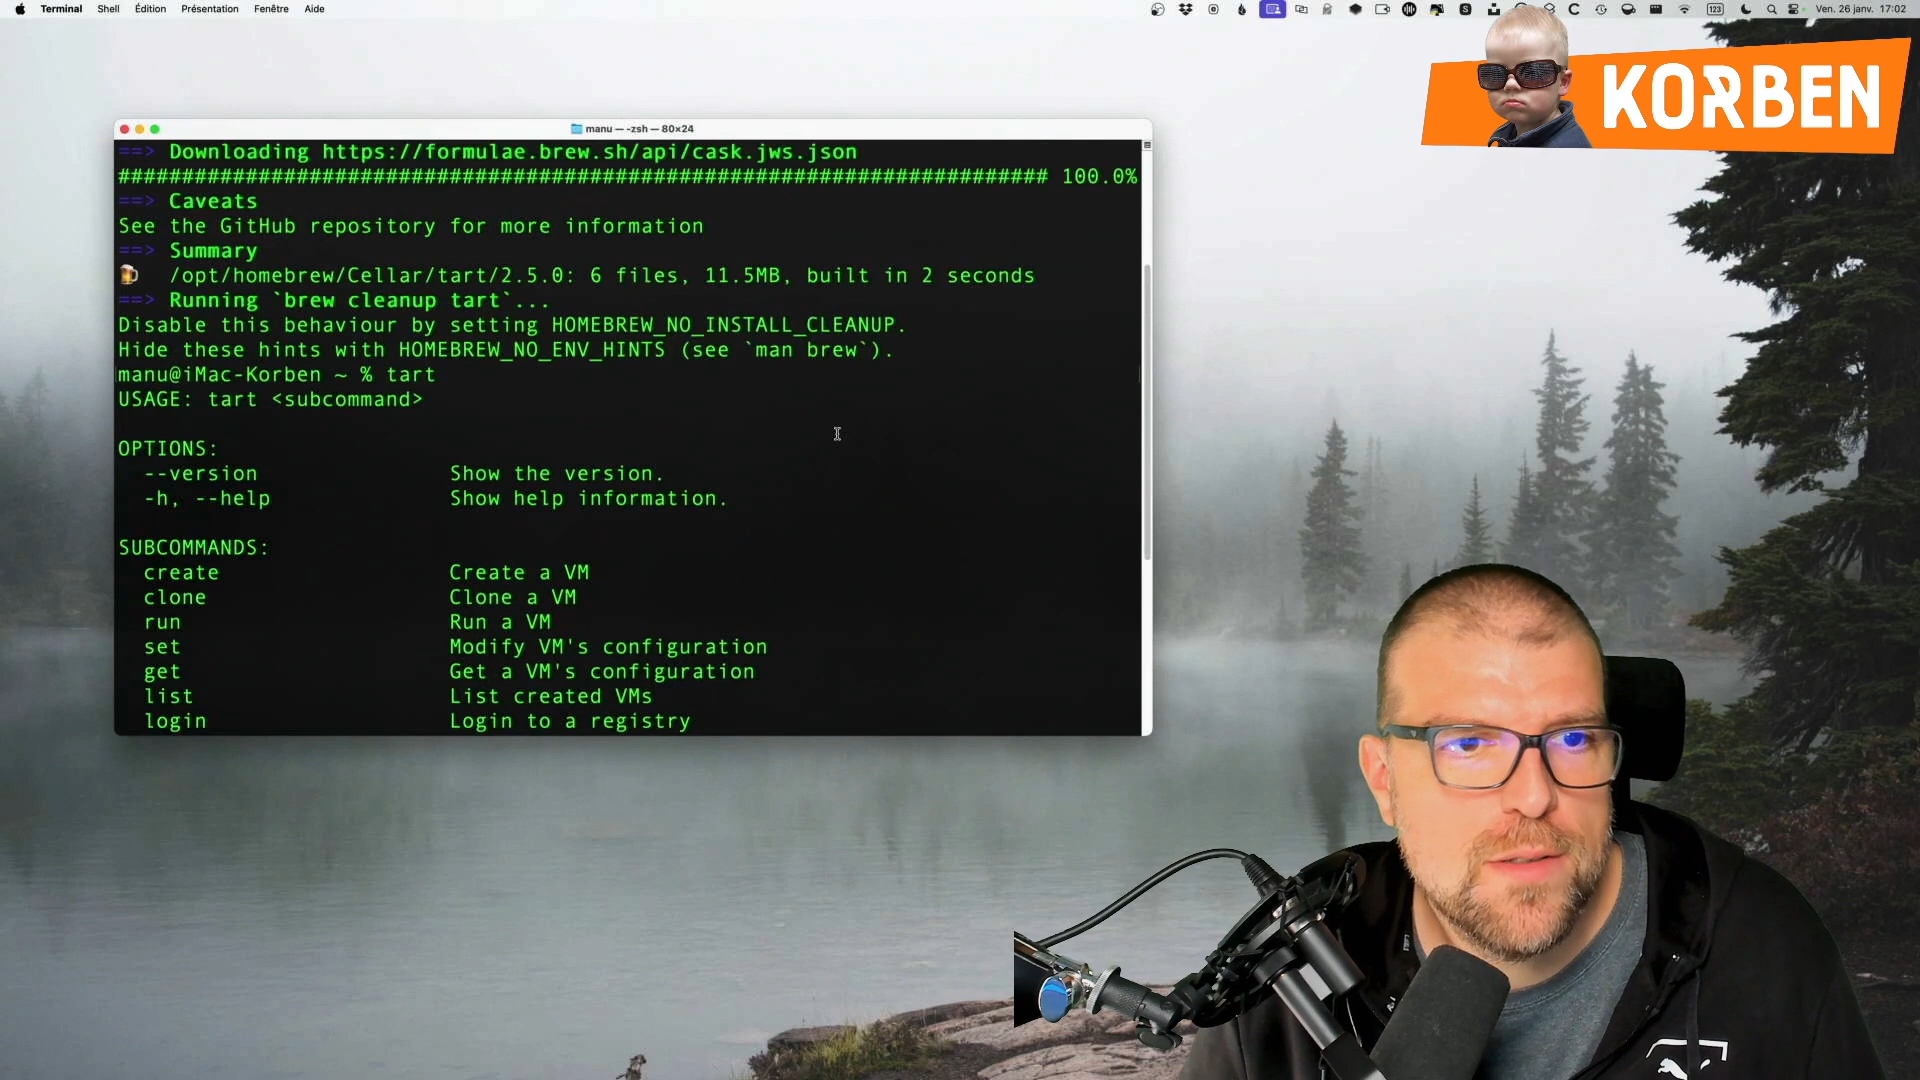 Terminal Shell Édition Présentation Fenêtre Aide
123 Ven. 26 janv. 17:02
KORBEN
manu — -zsh — 80×24
==> Downloading https://formulae.brew.sh/api/cask.jws.json
######################################################################### 100.0%
==> Caveats
See the GitHub repository for more information
==> Summary
/opt/homebrew/Cellar/tart/2.5.0: 6 files, 11.5MB, built in 2 seconds
==> Running `brew cleanup tart`...
Disable this behaviour by setting HOMEBREW_NO_INSTALL_CLEANUP.
Hide these hints with HOMEBREW_NO_ENV_HINTS (see `man brew`).
manu@iMac-Korben ~ % tart
USAGE: tart <subcommand>
OPTIONS:
--version Show the version.
-h, --help Show help information.
SUBCOMMANDS:
create Create a VM
clone Clone a VM
run Run a VM
set Modify VM's configuration
get Get a VM's configuration
list List created VMs
login Login to a registry